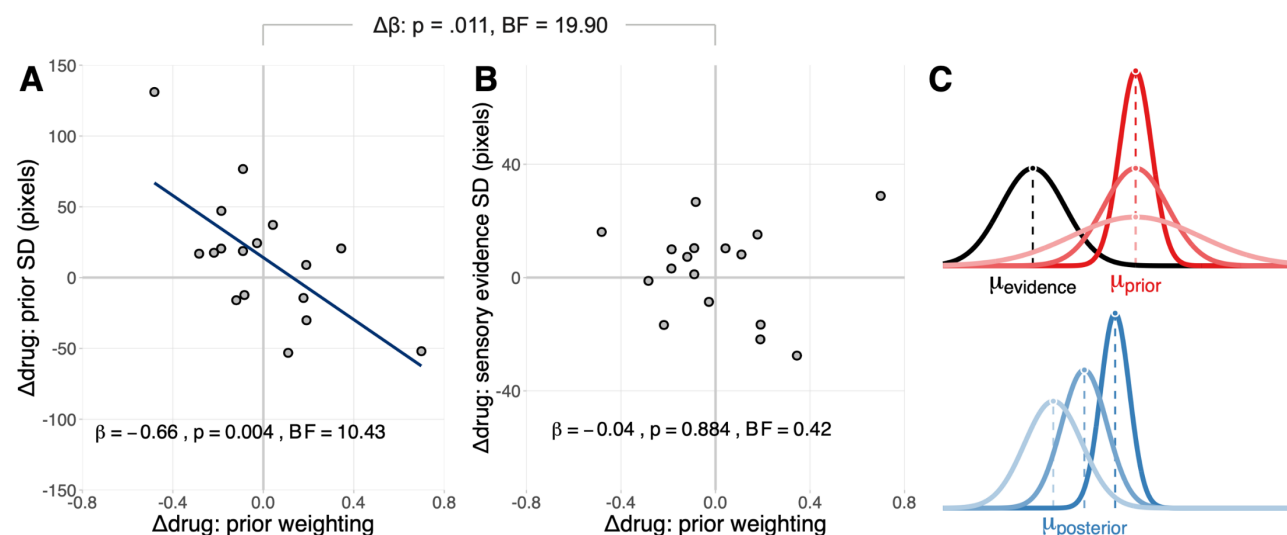 Δβ: p = .011, BF = 19.90
A
Δdrug: prior SD (pixels)
150
100
50
0
-50
-100
-150
β = −0.66 , p = 0.004 , BF = 10.43
-0.8 -0.4 0.0 0.4 0.8
Δdrug: prior weighting
B
Δdrug: sensory evidence SD (pixels)
40
0
-40
β = −0.04 , p = 0.884 , BF = 0.42
-0.8 -0.4 0.0 0.4 0.8
Δdrug: prior weighting
C
μevidence μprior
μposterior